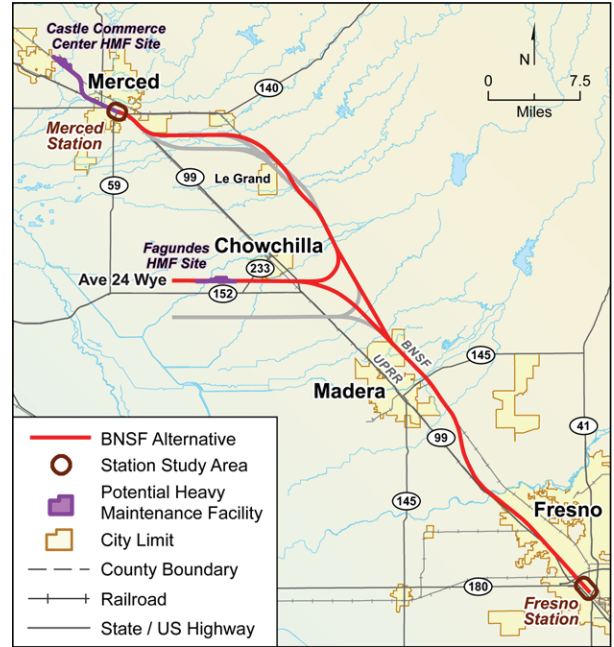 Castle Commerce
Center HMF Site
Merced
Merced
Station
140
N
0 7.5
Miles
59
99
Le Grand
Fagundes
HMF Site
Chowchilla
233
Ave 24 Wye
152
BNSF
UPRR
145
Madera
99
41
145
Fresno
180
Fresno
Station
BNSF Alternative
Station Study Area
Potential Heavy
Maintenance Facility
City Limit
County Boundary
Railroad
State / US Highway